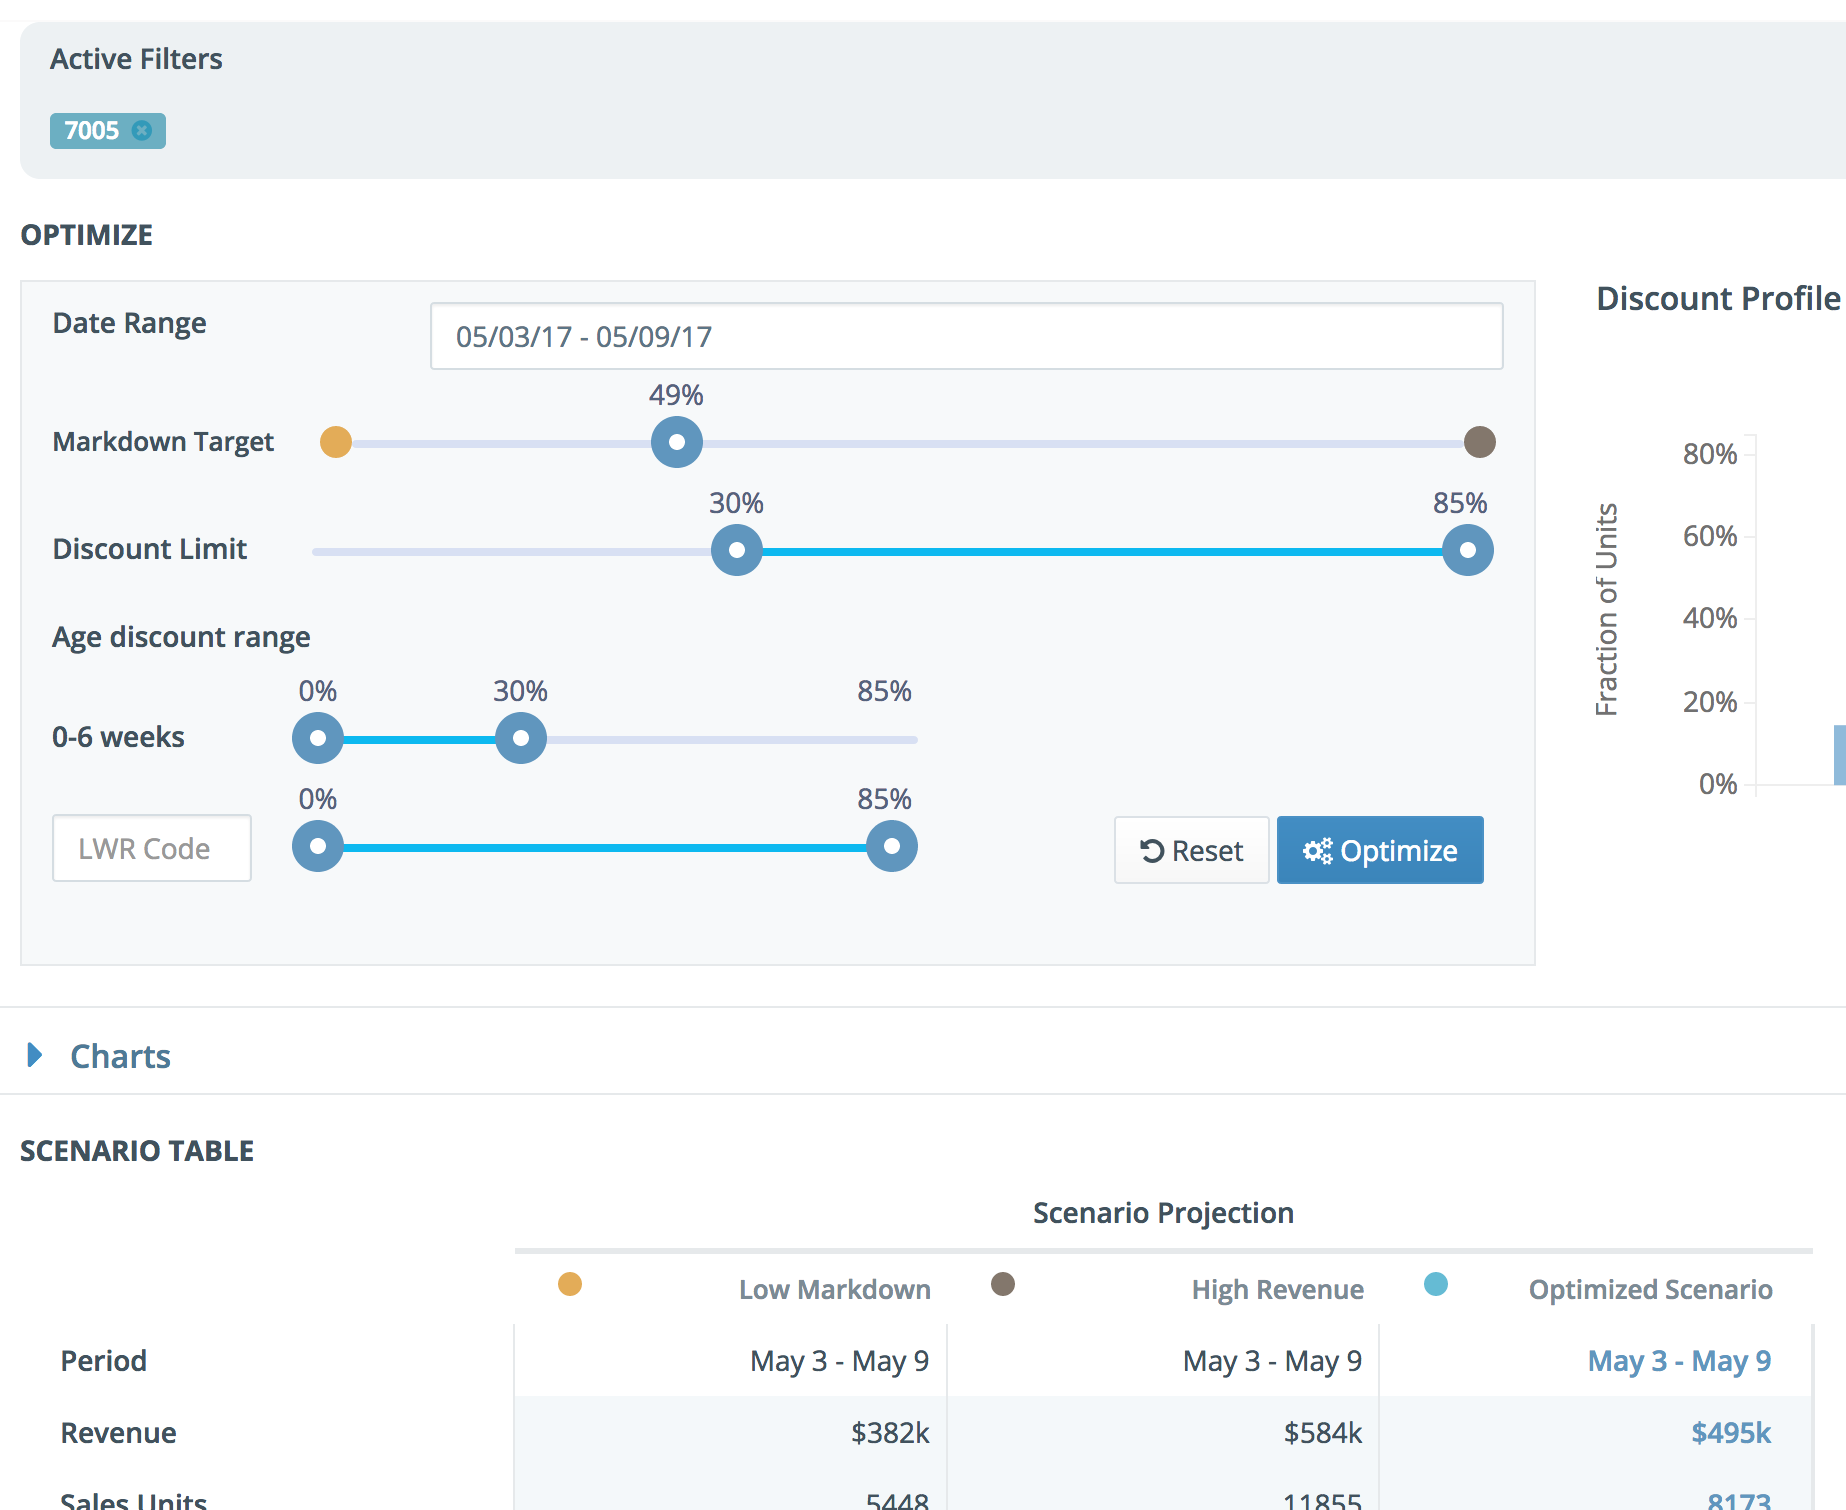 Active Filters
7005
OPTIMIZE
Date Range
05/03/17 - 05/09/17
49%
Markdown Target
30% 85%
Discount Limit
Age discount range
0% 30% 85%
0-6 weeks
0% 85%
LWR Code
Reset
Optimize
Discount Profile
Fraction of Units
80%
60%
40%
20%
0%
Charts
SCENARIO TABLE
Scenario Projection
Low Markdown High Revenue Optimized Scenario
Period May 3 - May 9 May 3 - May 9 May 3 - May 9
Revenue $382k $584k $495k
Sales Units 5448 11855 8173